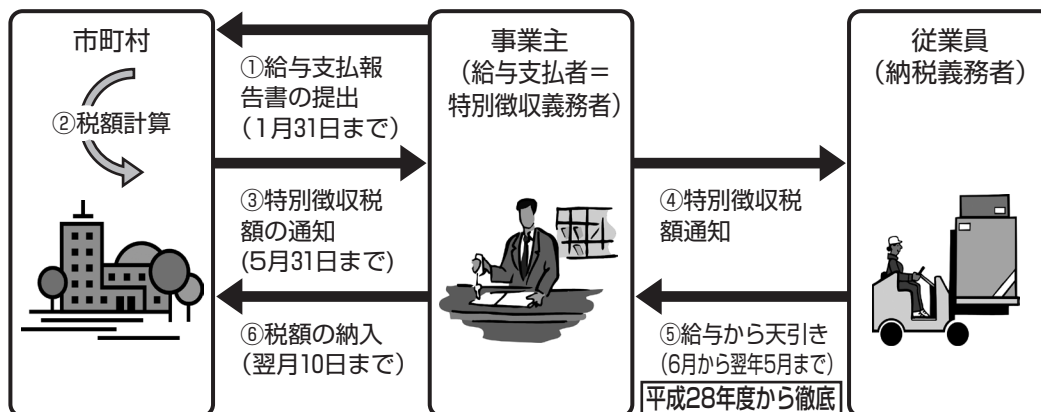 市町村
②税額計算
①給与支払報
告書の提出
(1月31日まで)
③特別徴収税
額の通知
(5月31日まで)
⑥税額の納入
(翌月10日まで)
事業主
(給与支払者＝
特別徴収義務者)
④特別徴収税
額通知
⑤給与から天引き
(6月から翌年5月まで)
平成28年度から徹底
従業員
(納税義務者)